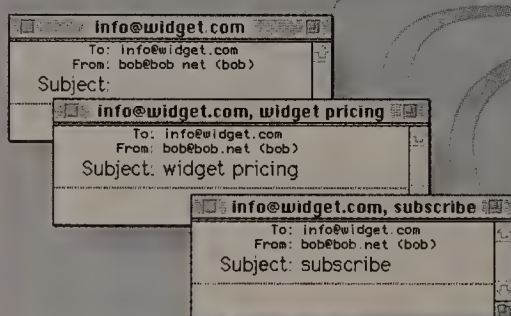 info@widget.com
To: info@widget.com
From: bob@bob net (bob)
Subject:
info@widget.com, widget pricing
To: info@widget.com
From: bob@bob.net (bob)
Subject: widget pricing
info@widget.com, subscribe
To: info@widget.com
From: bob@bob.net (bob)
Subject: subscribe